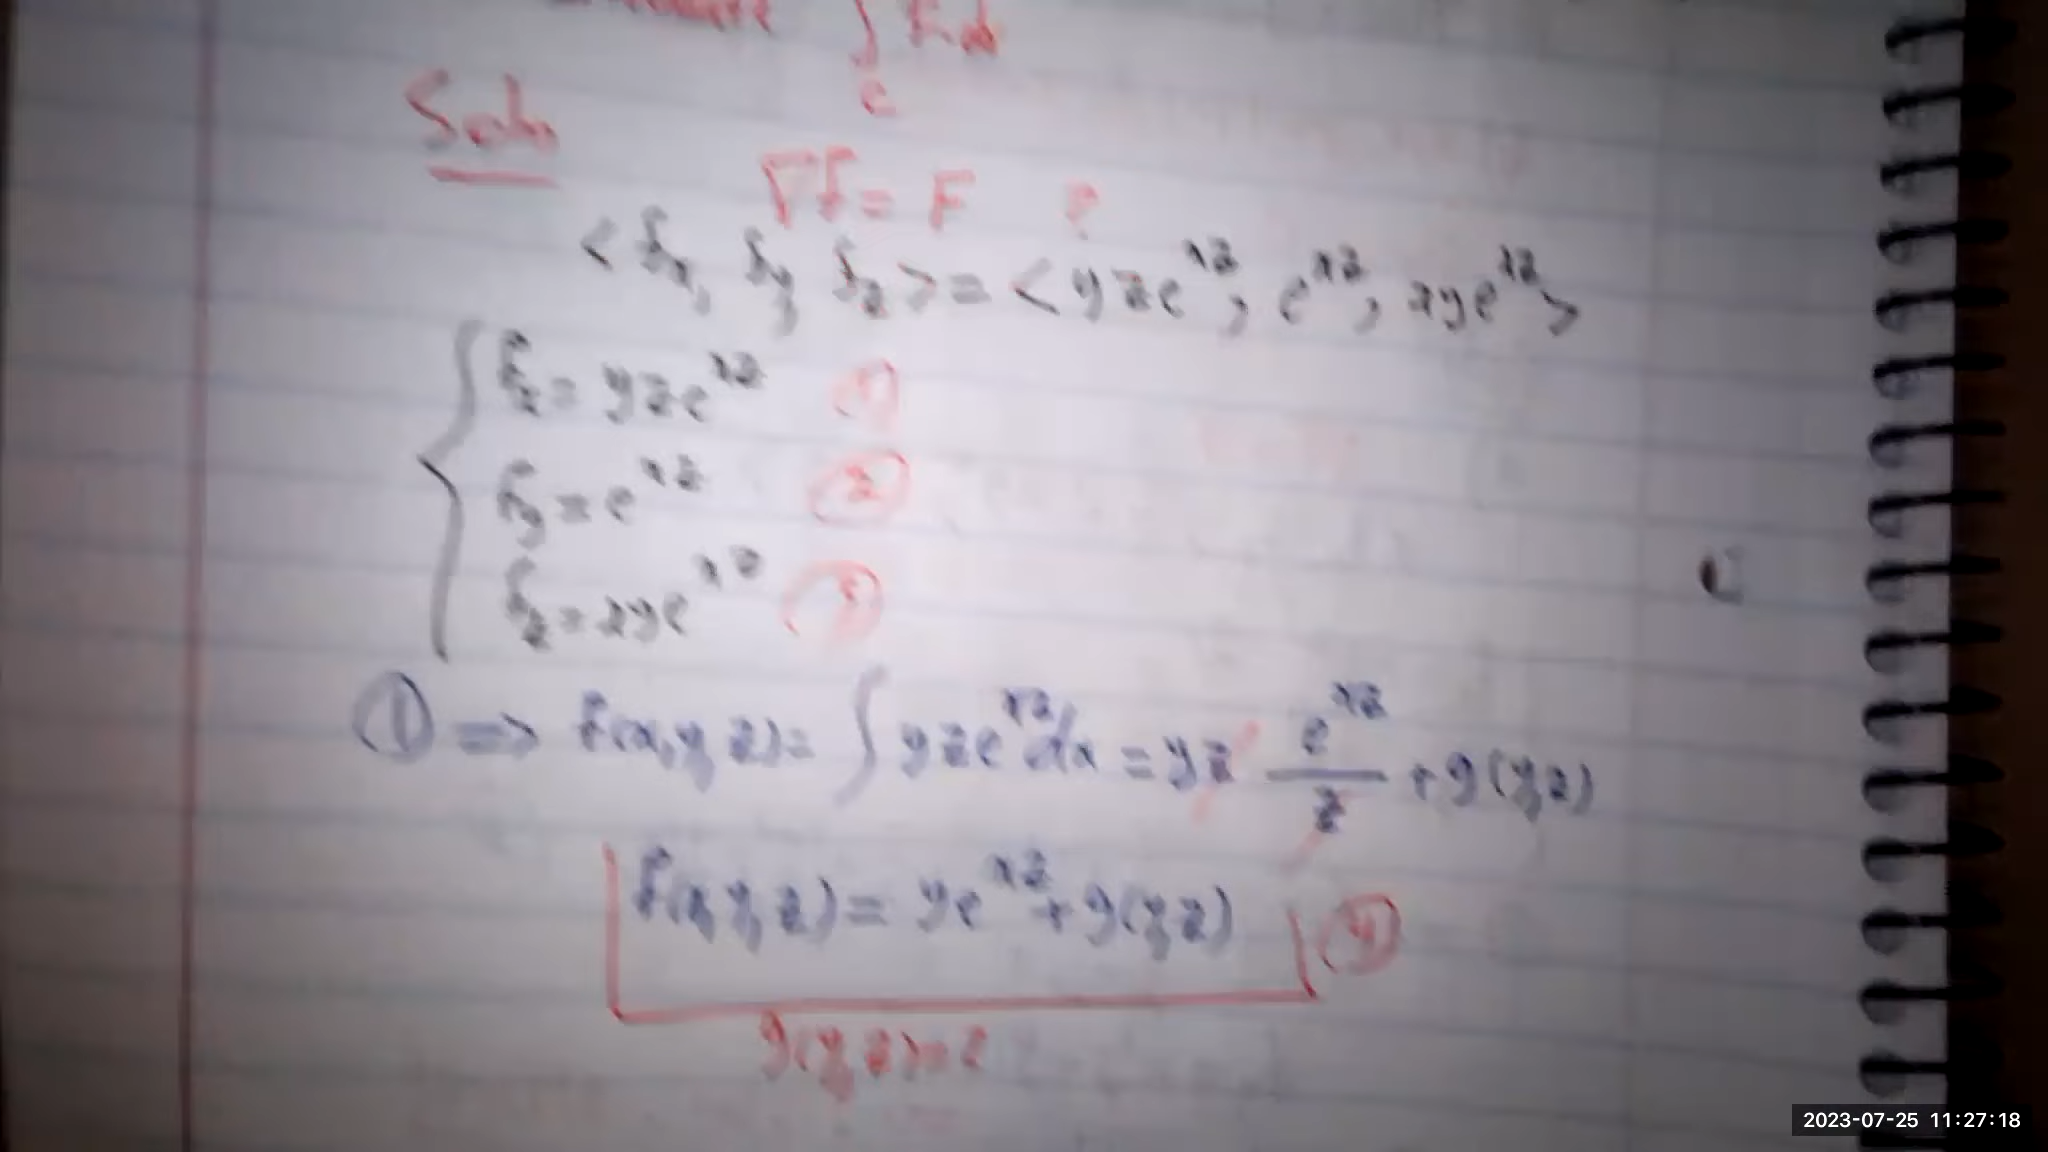 ∫ F.dr
C
Soln
∇f = F ?
<fx, fy, fz> = <yze^xz, e^xz, xye^xz>
fx = yze^xz ①
fy = e^xz ②
fz = xye^xz ③
① => f(x,y,z) = ∫ yze^xz dx = yz e^xz/z + g(y,z)
f(x,y,z) = ye^xz + g(y,z) ④
g(y,z) = ?
2023-07-25 11:27:18